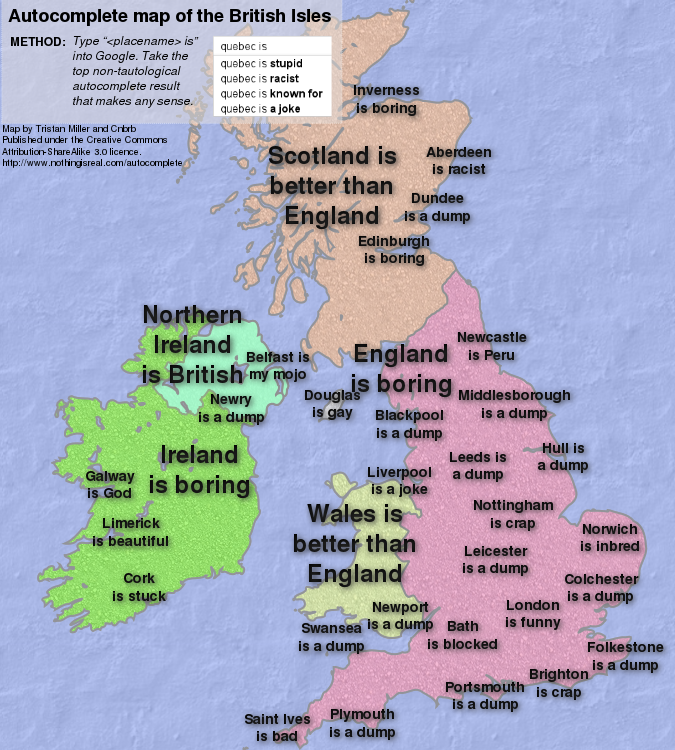 Autocomplete map of the British Isles
METHOD: Type “<placename> is”
into Google. Take the
top non-tautological
autocomplete result
that makes any sense.
quebec is
quebec is stupid
quebec is racist
quebec is known for
quebec is a joke
Map by Tristan Miller and Cnbrb
Published under the Creative Commons
Attribution-ShareAlike 3.0 licence.
http://www.nothingisreal.com/autocomplete
Inverness
is boring
Scotland is
better than
England
Aberdeen
is racist
Dundee
is a dump
Edinburgh
is boring
Northern
Ireland
is British
Belfast is
my mojo
Newry
is a dump
England
is boring
Newcastle
is Peru
Douglas
is gay
Middlesborough
is a dump
Blackpool
is a dump
Ireland
is boring
Leeds is
a dump
Hull is
a dump
Galway
is God
Liverpool
is a joke
Limerick
is beautiful
Wales is
better than
England
Nottingham
is crap
Norwich
is inbred
Leicester
is a dump
Cork
is stuck
Colchester
is a dump
Newport
is a dump
London
is funny
Swansea
is a dump
Bath
is blocked
Folkestone
is a dump
Brighton
is crap
Portsmouth
is a dump
Saint Ives
is bad
Plymouth
is a dump